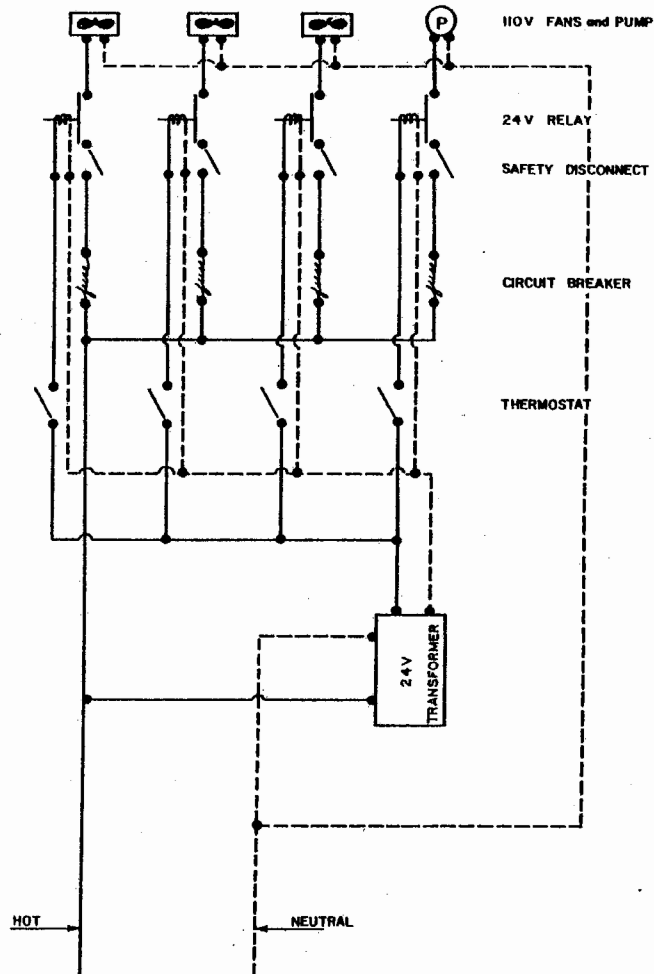 P
110V FANS and PUMP
24V RELAY
SAFETY DISCONNECT
CIRCUIT BREAKER
THERMOSTAT
24V
TRANSFORMER
HOT
NEUTRAL